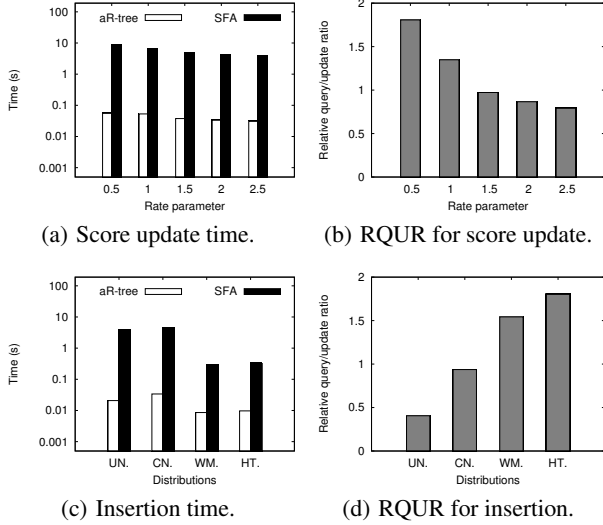 aR-tree SFA
100
10
1
0.1
0.01
0.001
Time (s)
0.5 1 1.5 2 2.5
Rate parameter
(a) Score update time.
2
1.5
1
0.5
0
Relative query/update ratio
0.5 1 1.5 2 2.5
Rate parameter
(b) RQUR for score update.
aR-tree SFA
100
10
1
0.1
0.01
0.001
Time (s)
UN. CN. WM. HT.
Distributions
(c) Insertion time.
2
1.5
1
0.5
0
Relative query/update ratio
UN. CN. WM. HT.
Distributions
(d) RQUR for insertion.